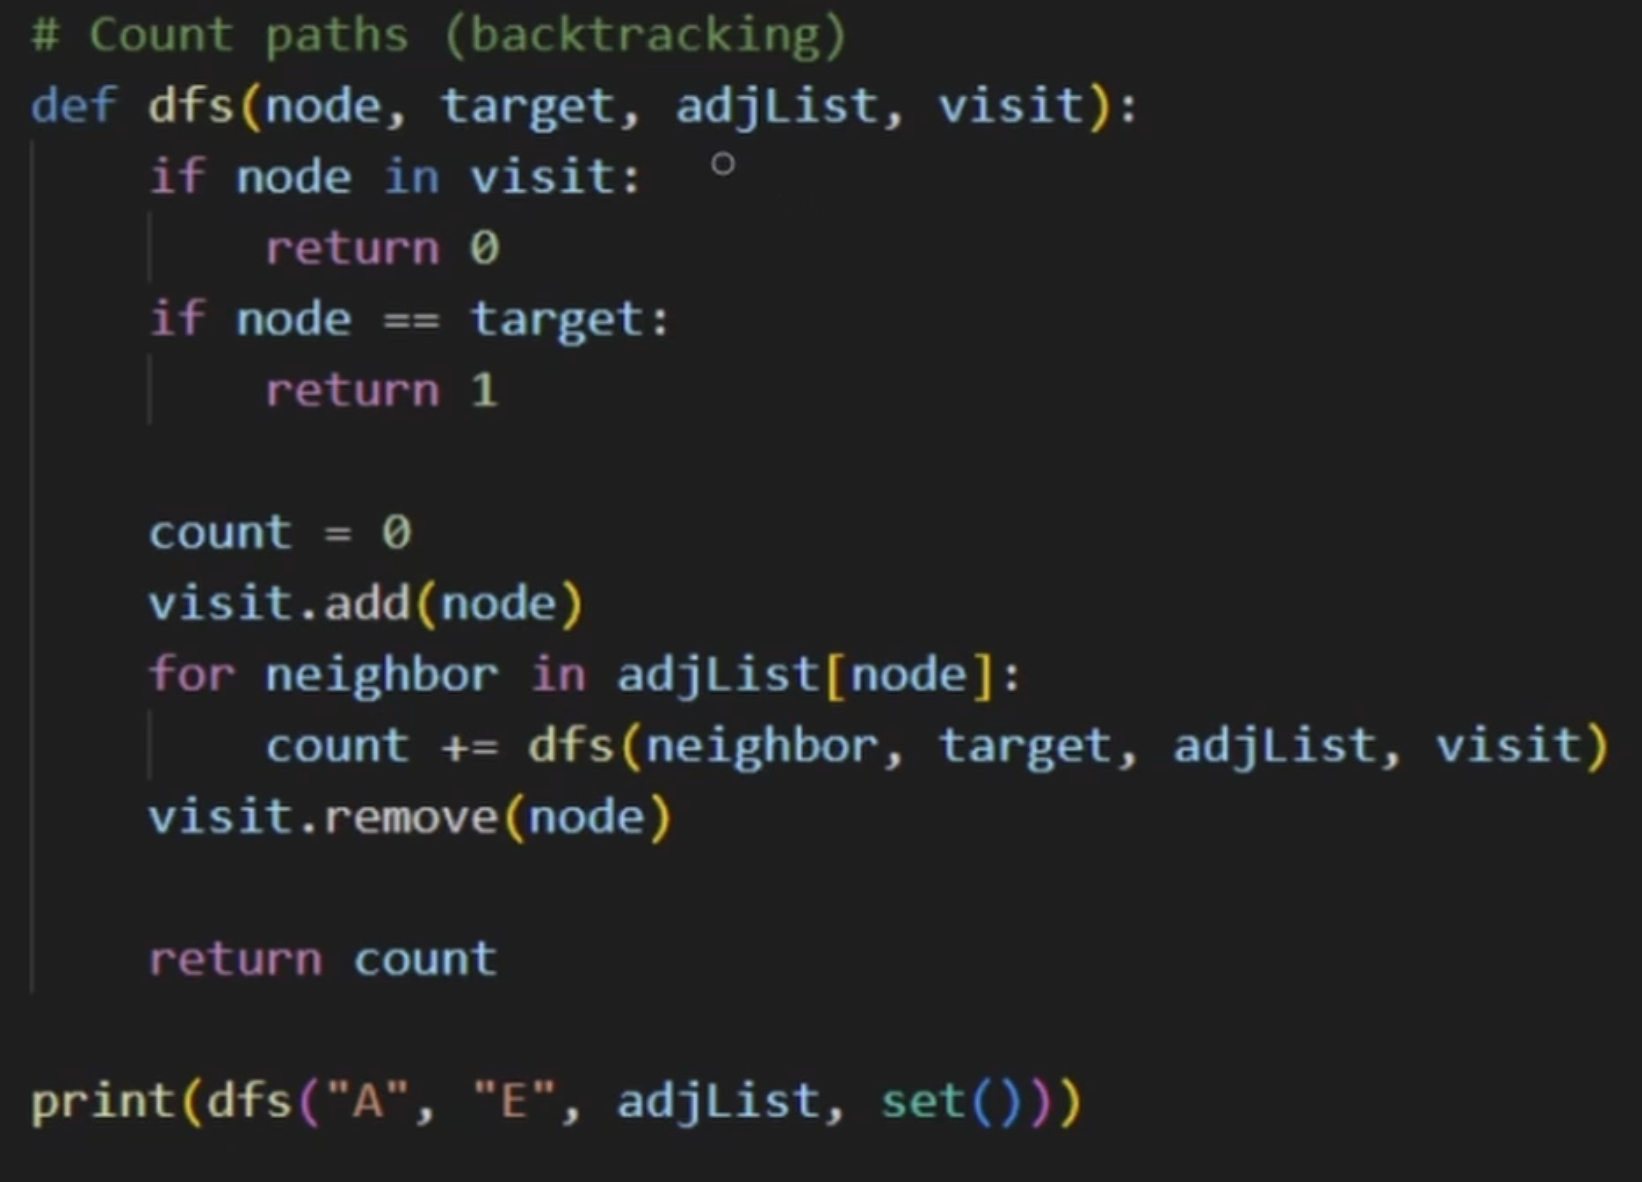 # Count paths (backtracking)
def dfs(node, target, adjList, visit):
    if node in visit:
        return 0
    if node == target:
        return 1

    count = 0
    visit.add(node)
    for neighbor in adjList[node]:
        count += dfs(neighbor, target, adjList, visit)
    visit.remove(node)

    return count

print(dfs("A", "E", adjList, set()))